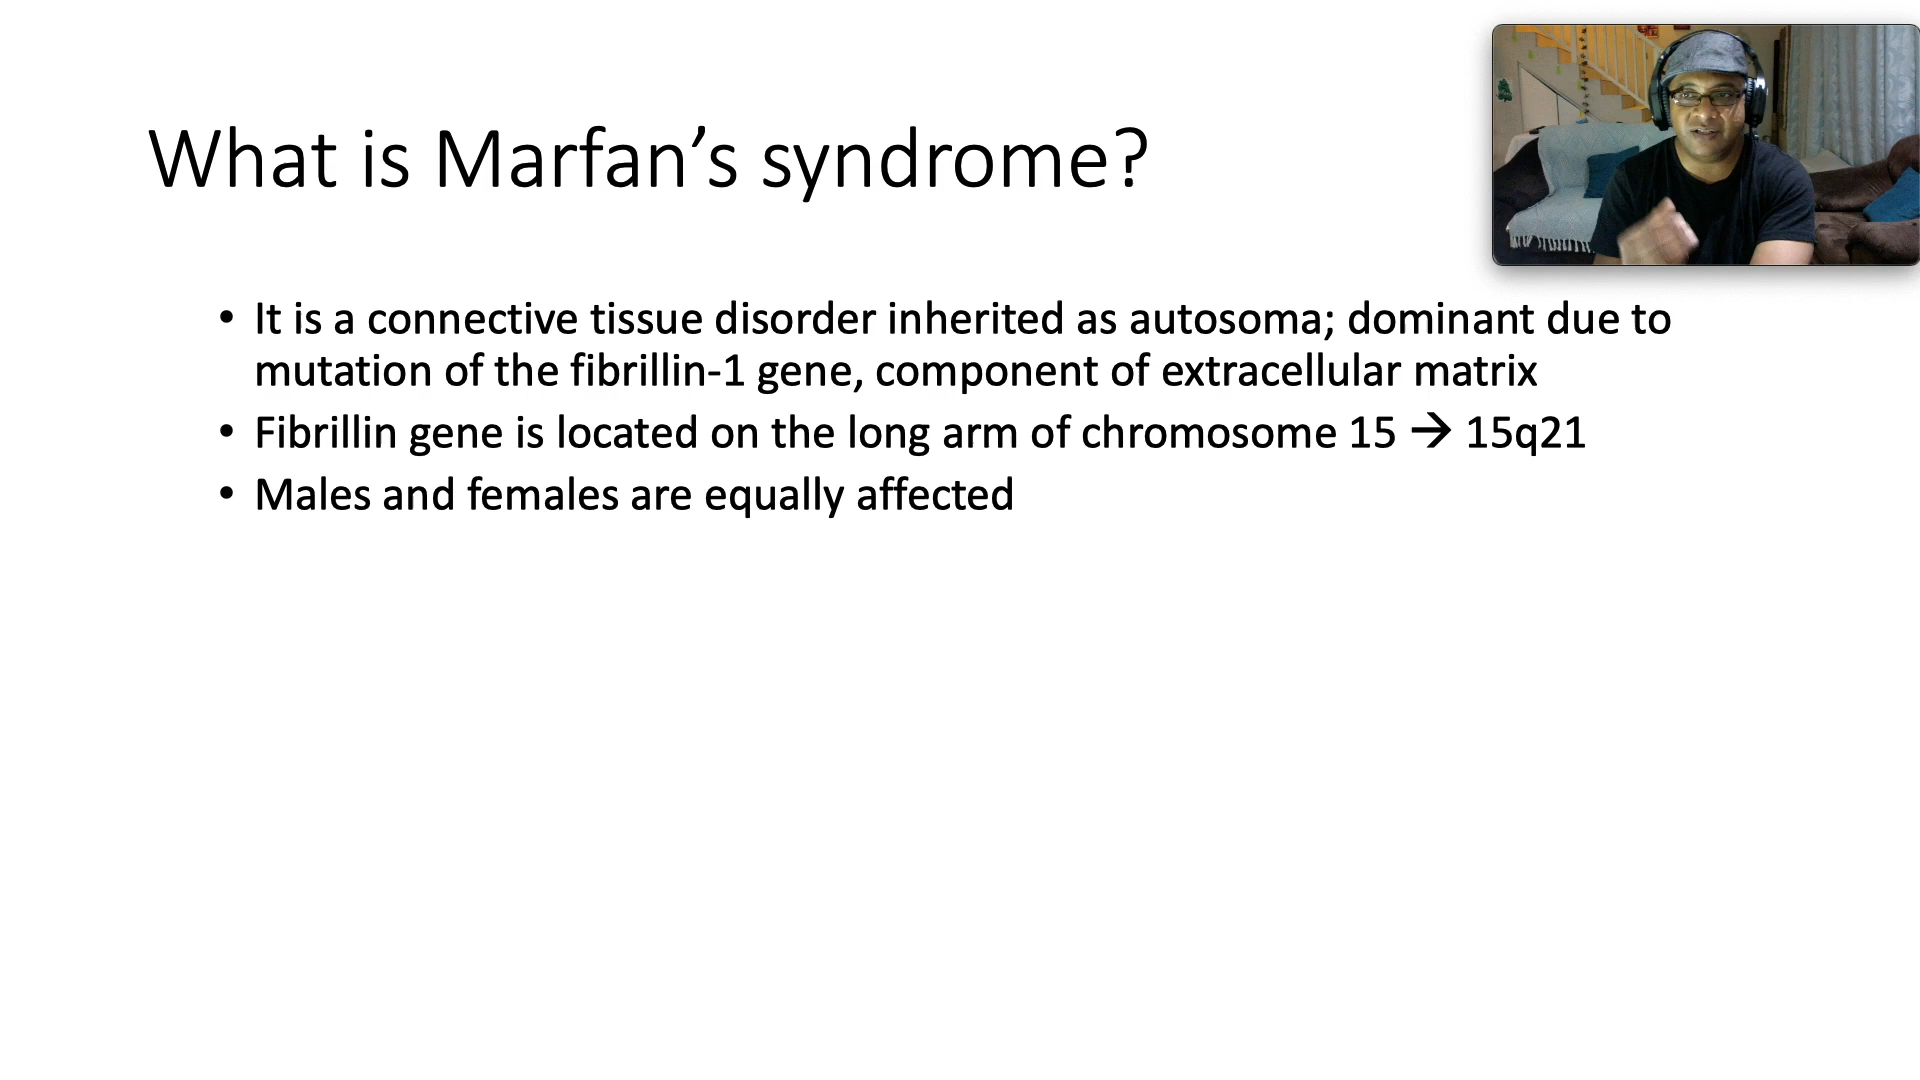 What is Marfan’s syndrome?
• It is a connective tissue disorder inherited as autosoma; dominant due to
mutation of the fibrillin-1 gene, component of extracellular matrix
• Fibrillin gene is located on the long arm of chromosome 15 → 15q21
• Males and females are equally affected